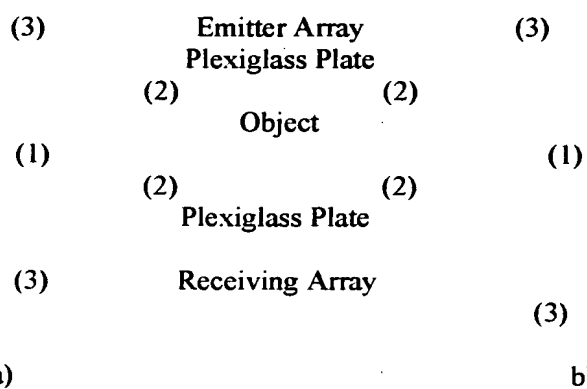 (3) Emitter Array (3)
Plexiglass Plate
(2) (2)
Object
(1) (1)
(2) (2)
Plexiglass Plate
(3) Receiving Array
(3)
a) b